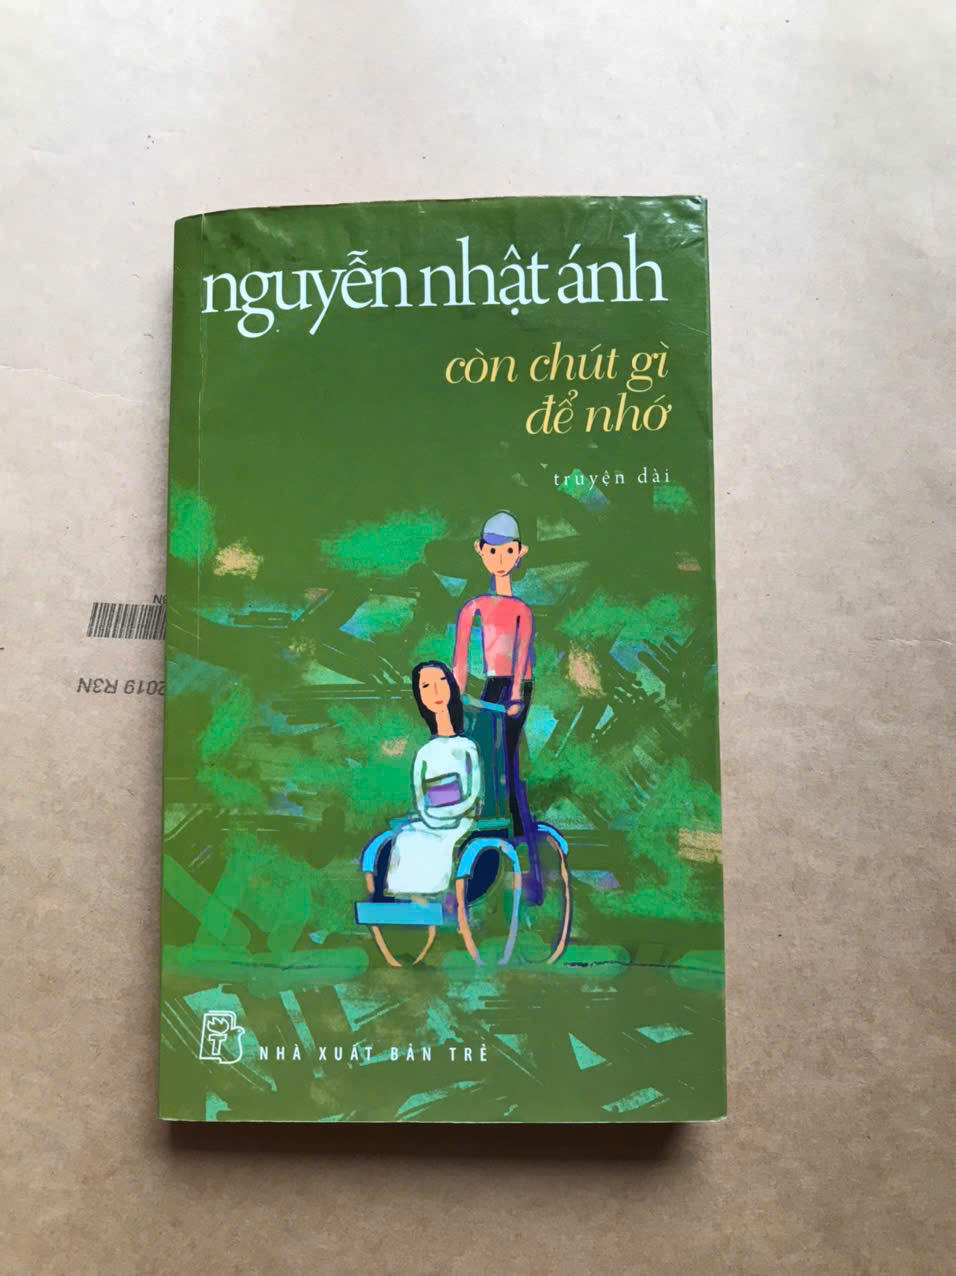 nguyễn nhật ánh
còn chút gì
để nhớ
truyện dài
NHÀ XUẤT BẢN TRẺ
2019 R3N